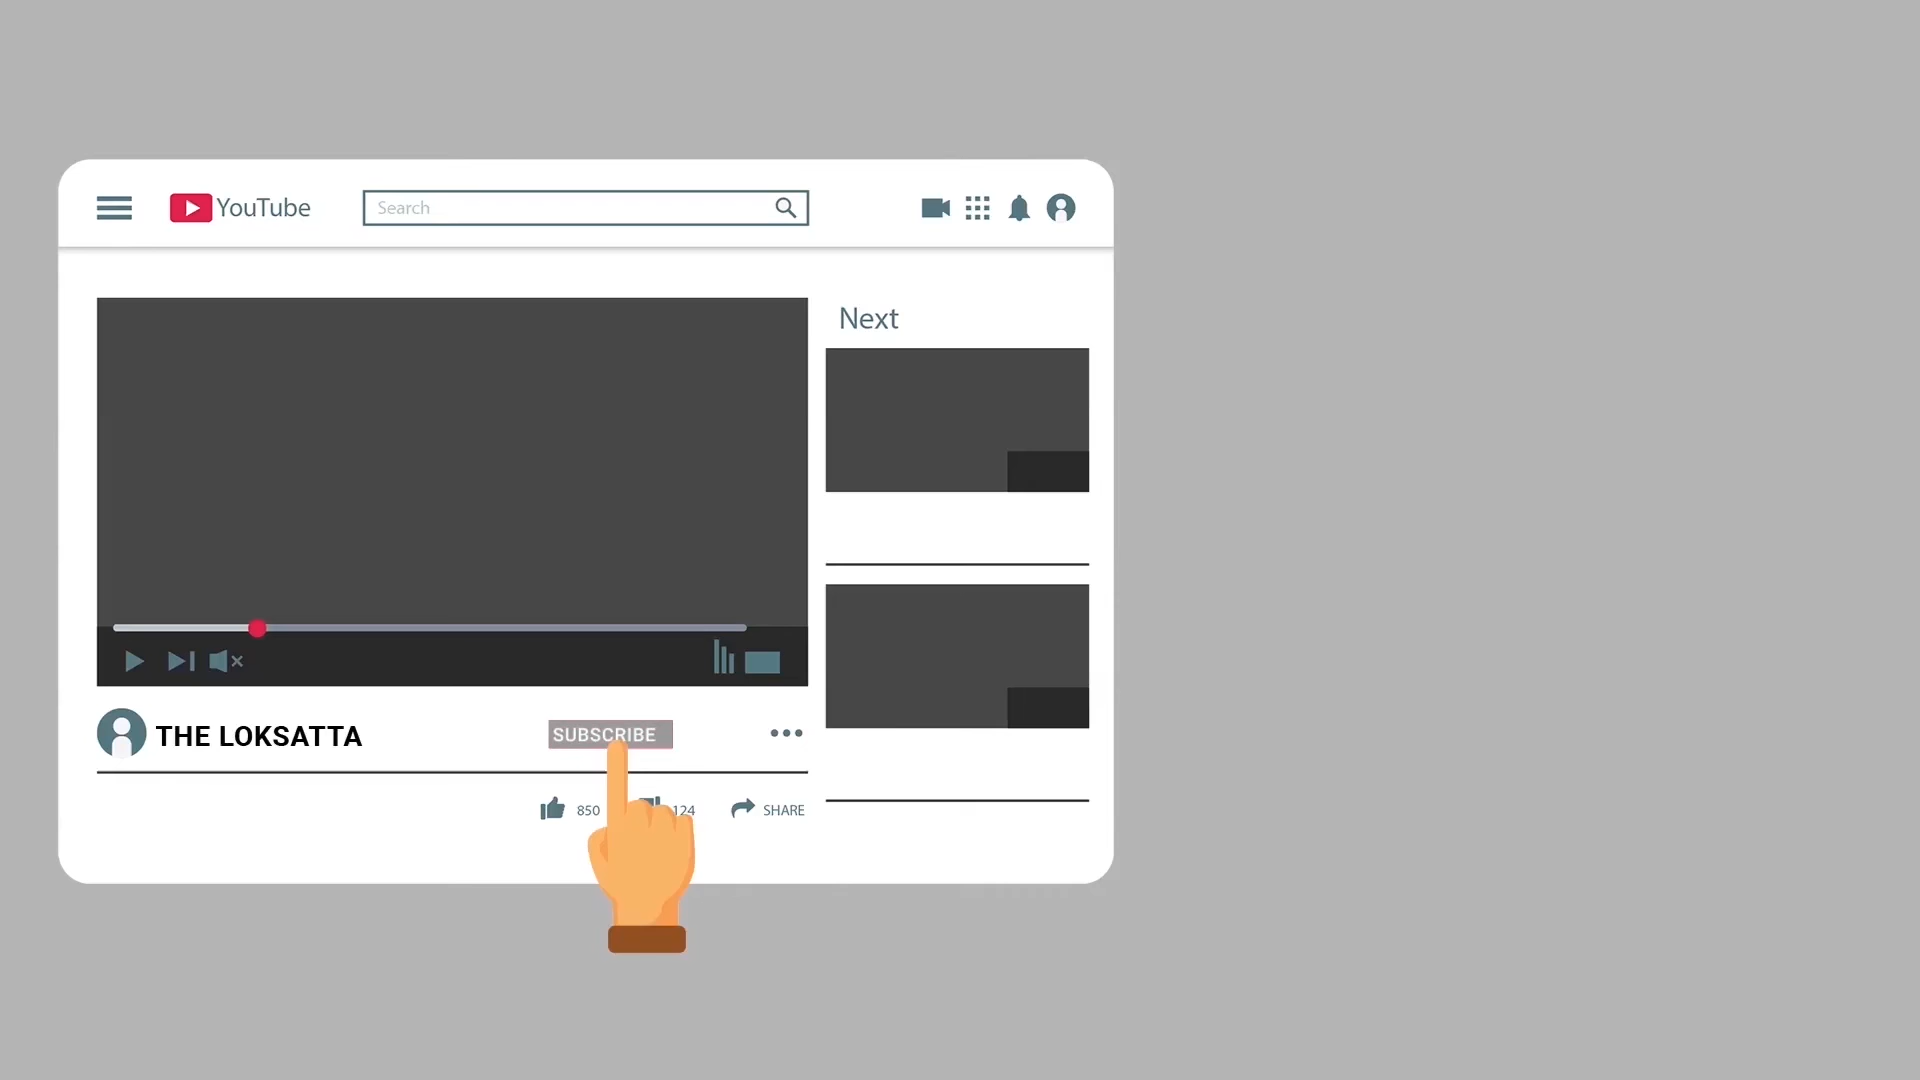 YouTube
Search
Next
THE LOKSATTA
SUBSCRIBE
850
124
SHARE